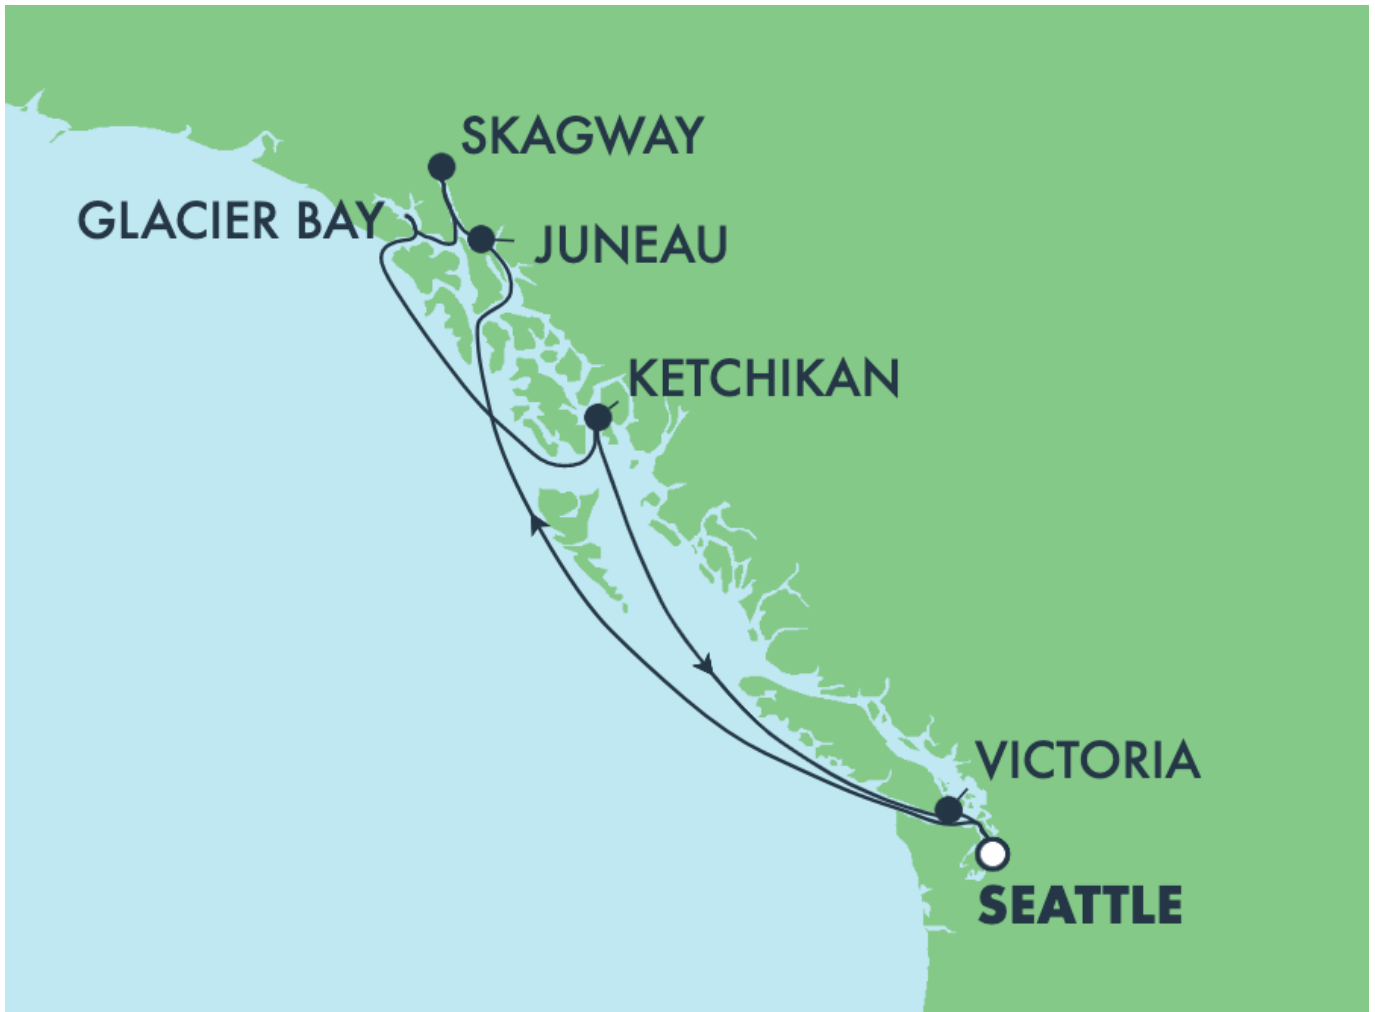 SKAGWAY
GLACIER BAY
JUNEAU
KETCHIKAN
VICTORIA
SEATTLE